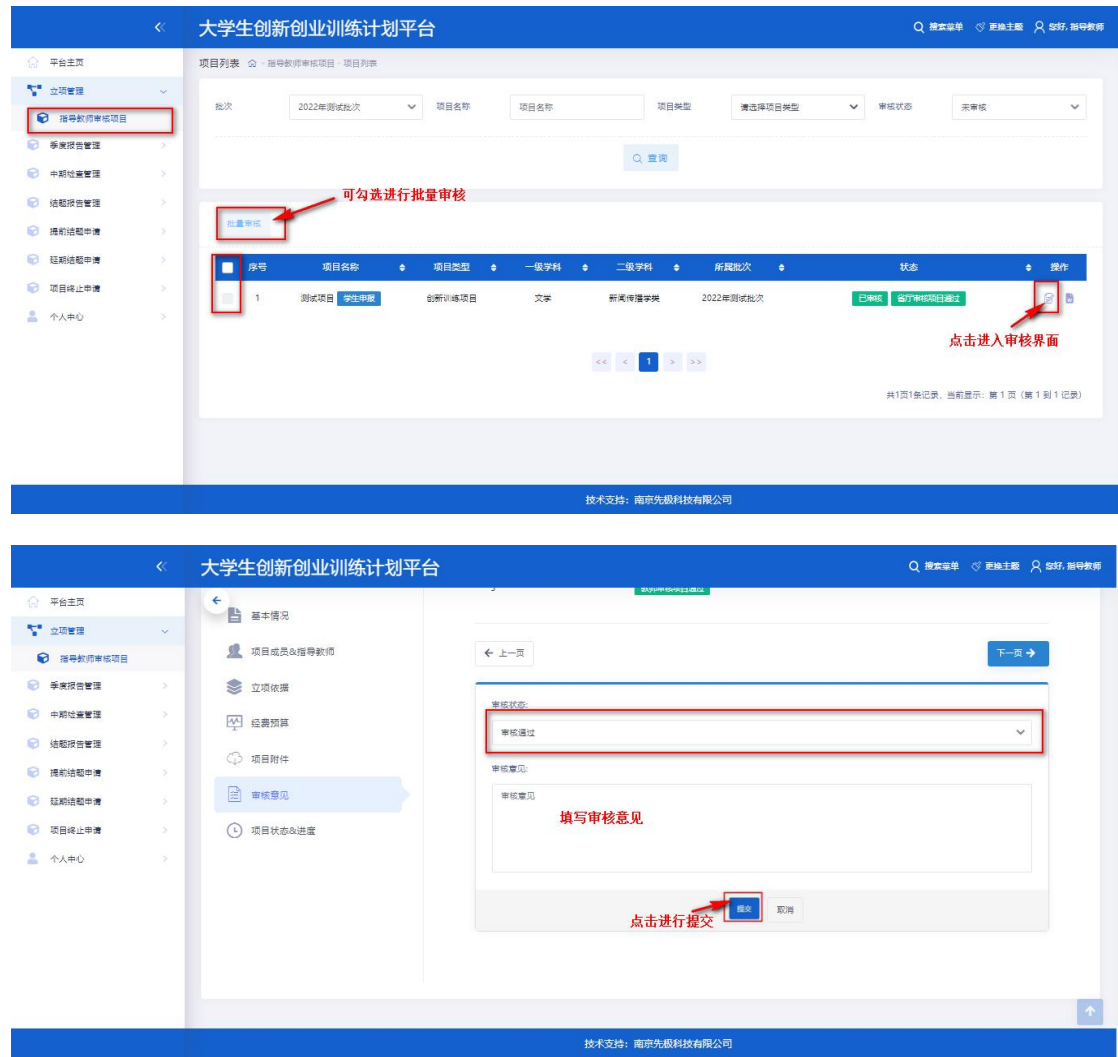 大学生创新创业训练计划平台
搜索菜单 更换主题 您好, 指导教师
平台主页
立项管理
指导教师审核项目
季度报告管理
中期检查管理
结题报告管理
提前结题申请
延期结题申请
项目终止申请
个人中心
项目列表 - 指导教师审核项目 - 项目列表
批次 2022年测试批次 项目名称 项目名称 项目类型 请选择项目类型 审核状态 未审核
查询
可勾选进行批量审核
批量审核
序号 项目名称 项目类型 一级学科 二级学科 所属批次 状态 操作
1 测试项目 学生申报 创新训练项目 文学 新闻传播学类 2022年测试批次 已审核 省厅审核项目通过
点击进入审核界面
<< < 1 > >>
共1页1条记录, 当前显示: 第 1 页 (第 1 到 1 记录)
技术支持: 南京先极科技有限公司
大学生创新创业训练计划平台
搜索菜单 更换主题 您好, 指导教师
平台主页
立项管理
指导教师审核项目
季度报告管理
中期检查管理
结题报告管理
提前结题申请
延期结题申请
项目终止申请
个人中心
基本情况
项目成员&指导教师
立项依据
经费预算
项目附件
审核意见
项目状态&进度
教师审核项目通过
上一页 下一页
审核状态:
审核通过
审核意见:
审核意见
填写审核意见
提交 取消
点击进行提交
技术支持: 南京先极科技有限公司